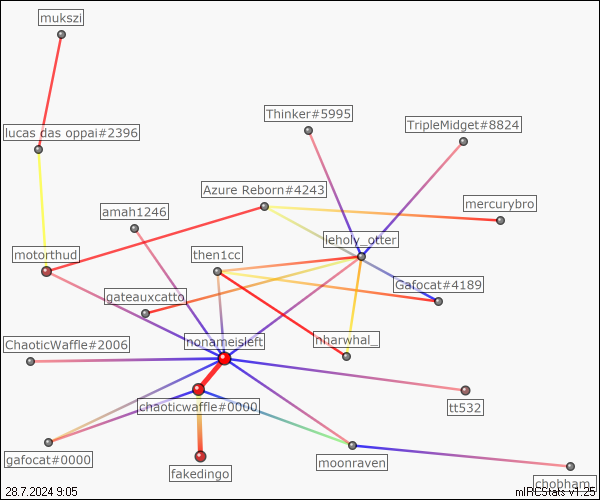 mukszi
Thinker#5995
TripleMidget#8824
lucas das oppai#2396
Azure Reborn#4243
mercurybro
amah1246
leholy_otter
motorthud
then1cc
Gafocat#4189
gateauxcatto
nonameisleft
nharwhal_
ChaoticWaffle#2006
chaoticwaffle#0000
tt532
gafocat#0000
moonraven
fakedingo
cbobham_
28.7.2024 9:05
mIRCStats v1.25